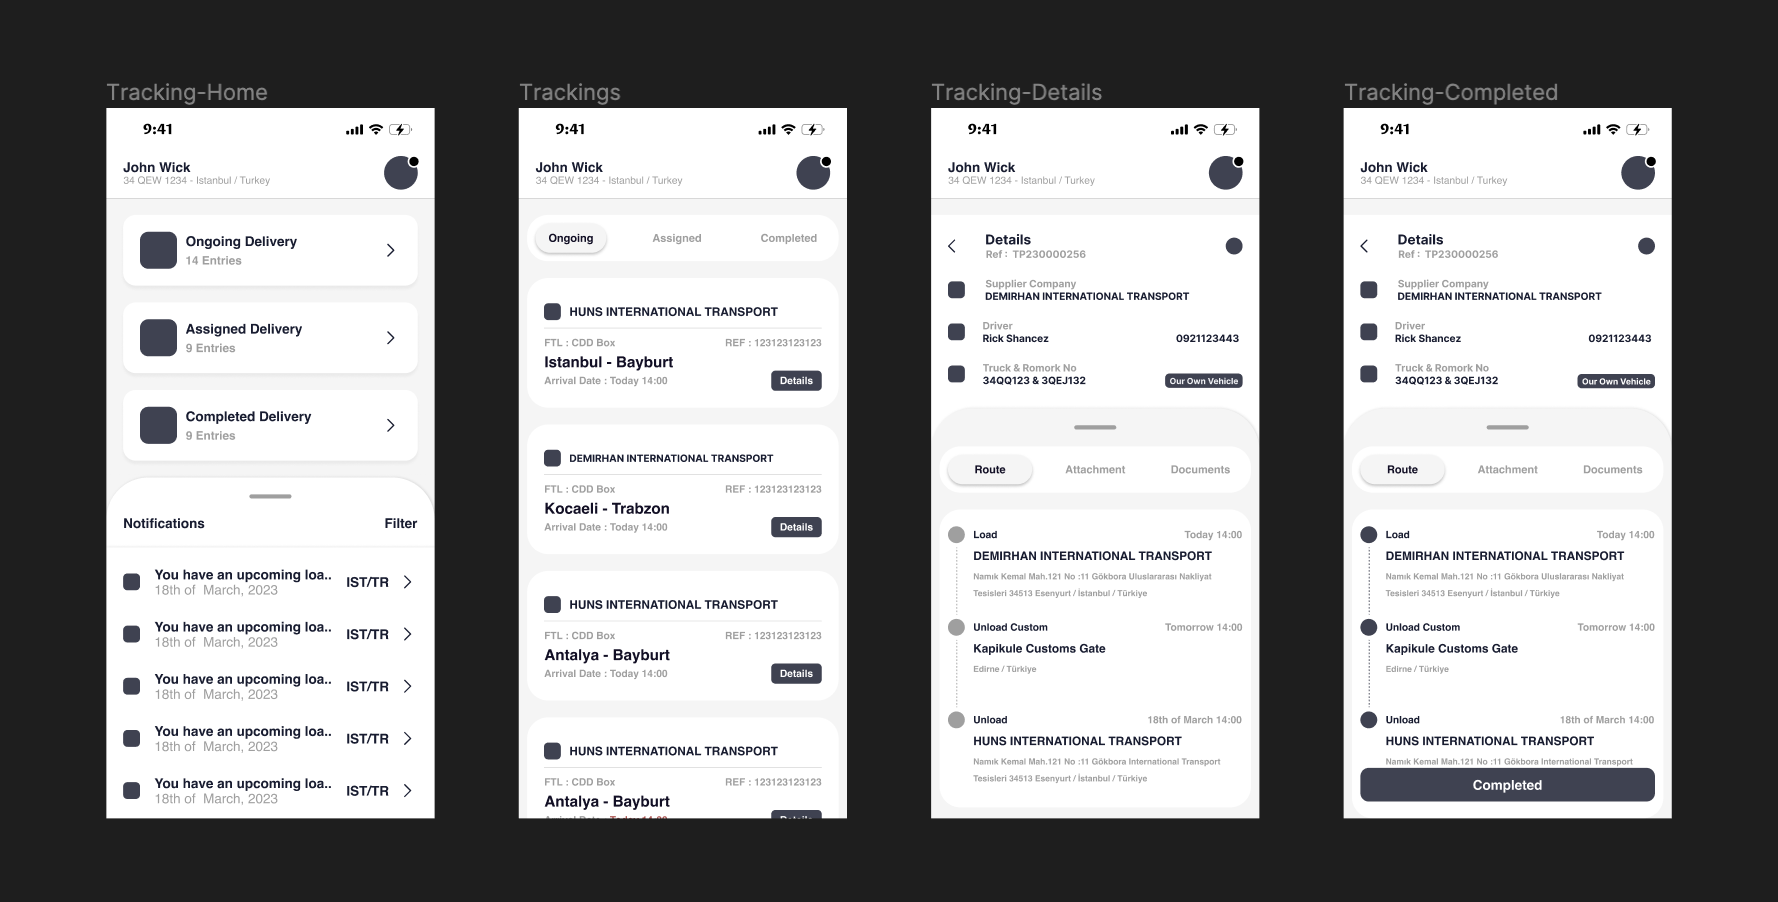 Tracking-Home
9:41
John Wick
34 QEW 1234 - Istanbul / Turkey
Ongoing Delivery
14 Entries
Assigned Delivery
9 Entries
Completed Delivery
9 Entries
Notifications Filter
You have an upcoming loa.. IST/TR
18th of March, 2023
You have an upcoming loa.. IST/TR
18th of March, 2023
You have an upcoming loa.. IST/TR
18th of March, 2023
You have an upcoming loa.. IST/TR
18th of March, 2023
You have an upcoming loa.. IST/TR
18th of March, 2023
Trackings
9:41
John Wick
34 QEW 1234 - Istanbul / Turkey
Ongoing Assigned Completed
HUNS INTERNATIONAL TRANSPORT
FTL : CDD Box REF : 123123123123
Istanbul - Bayburt
Arrival Date : Today 14:00 Details
DEMIRHAN INTERNATIONAL TRANSPORT
FTL : CDD Box REF : 123123123123
Kocaeli - Trabzon
Arrival Date : Today 14:00 Details
HUNS INTERNATIONAL TRANSPORT
FTL : CDD Box REF : 123123123123
Antalya - Bayburt
Arrival Date : Today 14:00 Details
HUNS INTERNATIONAL TRANSPORT
FTL : CDD Box REF : 123123123123
Antalya - Bayburt
Arrival Date : Today 14:00 Details
Tracking-Details
9:41
John Wick
34 QEW 1234 - Istanbul / Turkey
Details
Ref : TP230000256
Supplier Company
DEMIRHAN INTERNATIONAL TRANSPORT
Driver
Rick Shancez 0921123443
Truck & Romork No
34QQ123 & 3QEJ132 Our Own Vehicle
Route Attachment Documents
Load Today 14:00
DEMIRHAN INTERNATIONAL TRANSPORT
Namık Kemal Mah.121 No :11 Gökbora Uluslararası Nakliyat
Tesisleri 34513 Esenyurt / İstanbul / Türkiye
Unload Custom Tomorrow 14:00
Kapikule Customs Gate
Edirne / Türkiye
Unload 18th of March 14:00
HUNS INTERNATIONAL TRANSPORT
Namık Kemal Mah.121 No :11 Gökbora International Transport
Tesisleri 34513 Esenyurt / İstanbul / Türkiye
Tracking-Completed
9:41
John Wick
34 QEW 1234 - Istanbul / Turkey
Details
Ref : TP230000256
Supplier Company
DEMIRHAN INTERNATIONAL TRANSPORT
Driver
Rick Shancez 0921123443
Truck & Romork No
34QQ123 & 3QEJ132 Our Own Vehicle
Route Attachment Documents
Load Today 14:00
DEMIRHAN INTERNATIONAL TRANSPORT
Namık Kemal Mah.121 No :11 Gökbora Uluslararası Nakliyat
Tesisleri 34513 Esenyurt / İstanbul / Türkiye
Unload Custom Tomorrow 14:00
Kapikule Customs Gate
Edirne / Türkiye
Unload 18th of March 14:00
HUNS INTERNATIONAL TRANSPORT
Namık Kemal Mah.121 No :11 Gökbora International Transport
Completed